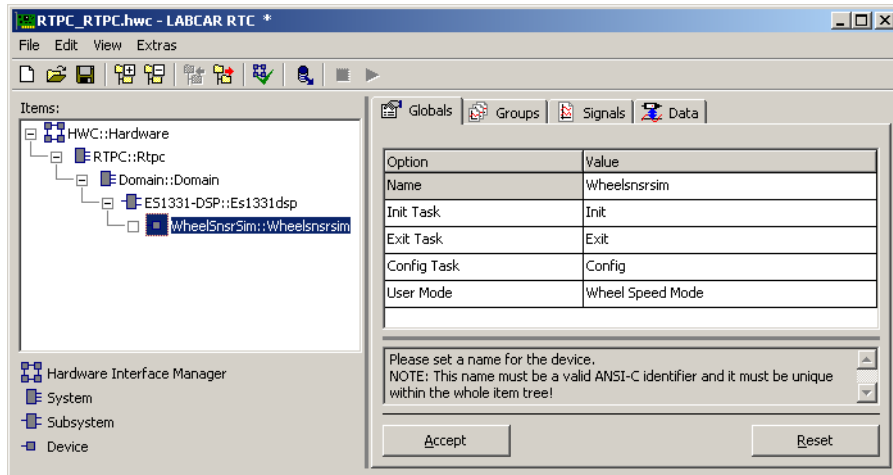 RTPC_RTPC.hwc - LABCAR RTC *
File Edit View Extras
Items:
HWC::Hardware
RTPC::Rtpc
Domain::Domain
ES1331-DSP::Es1331dsp
WheelSnsrSim::Wheelsnsrsim
Hardware Interface Manager
System
Subsystem
Device
Globals Groups Signals Data
Option Value
Name Wheelsnsrsim
Init Task Init
Exit Task Exit
Config Task Config
User Mode Wheel Speed Mode
Please set a name for the device.
NOTE: This name must be a valid ANSI-C identifier and it must be unique
within the whole item tree!
Accept Reset